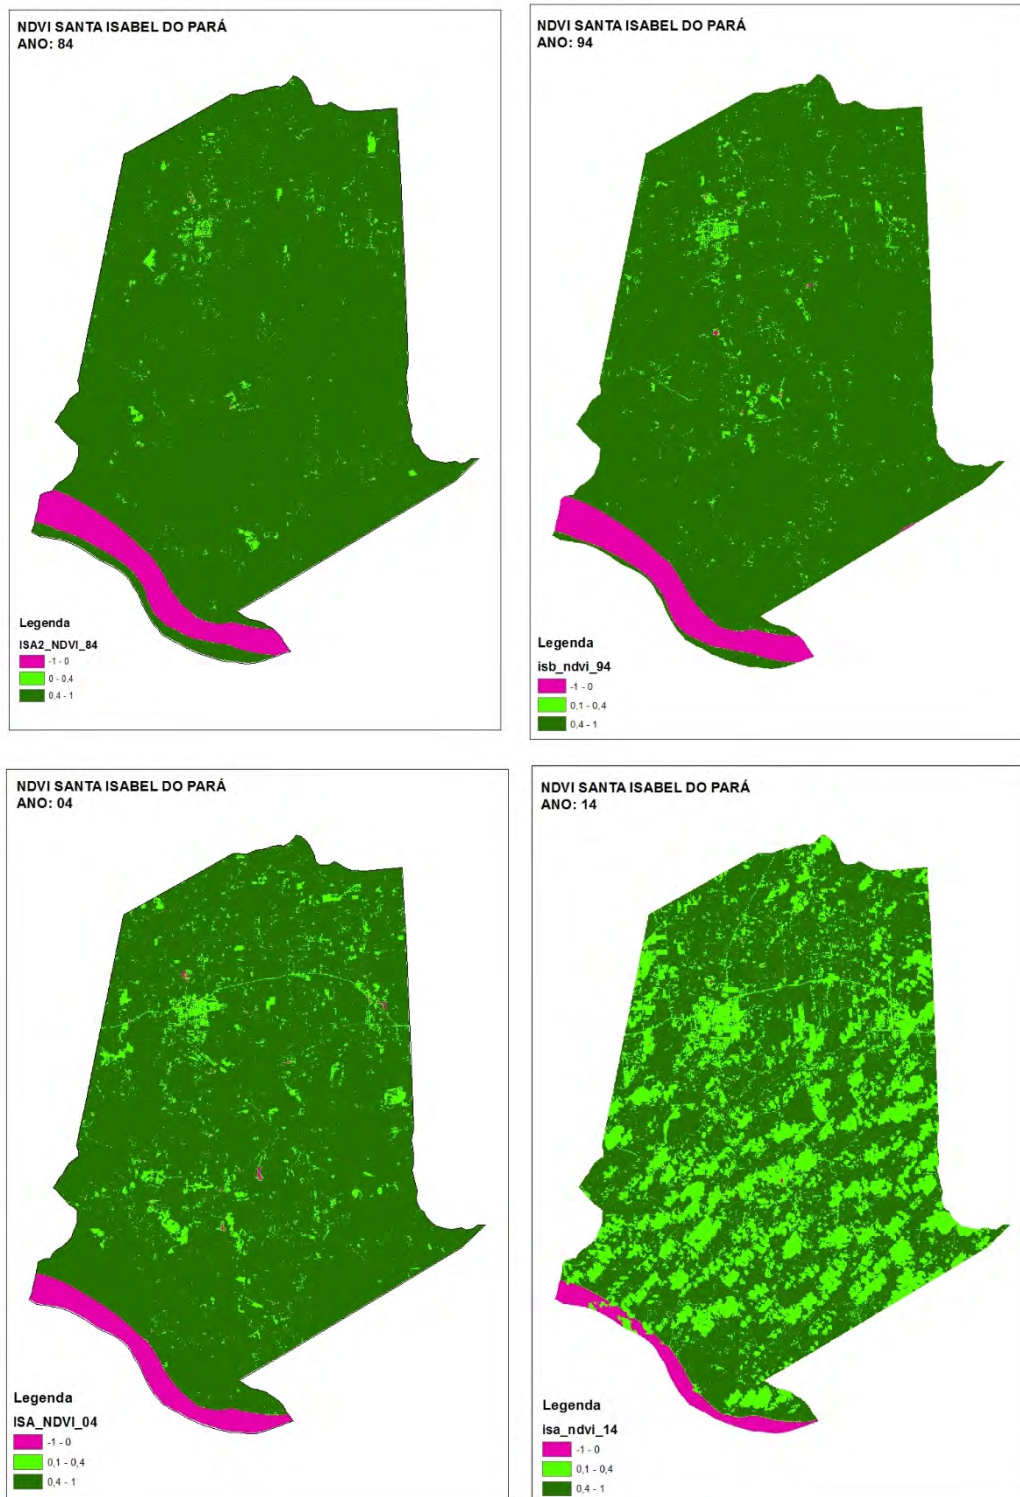 NDVI SANTA ISABEL DO PARÁ
ANO: 84
Legenda
ISA2_NDVI_84
-1 - 0
0 - 0,4
0,4 - 1
NDVI SANTA ISABEL DO PARÁ
ANO: 94
Legenda
isb_ndvi_94
-1 - 0
0,1 - 0,4
0,4 - 1
NDVI SANTA ISABEL DO PARÁ
ANO: 04
Legenda
ISA_NDVI_04
-1 - 0
0,1 - 0,4
0,4 - 1
NDVI SANTA ISABEL DO PARÁ
ANO: 14
Legenda
isa_ndvi_14
-1 - 0
0,1 - 0,4
0,4 - 1